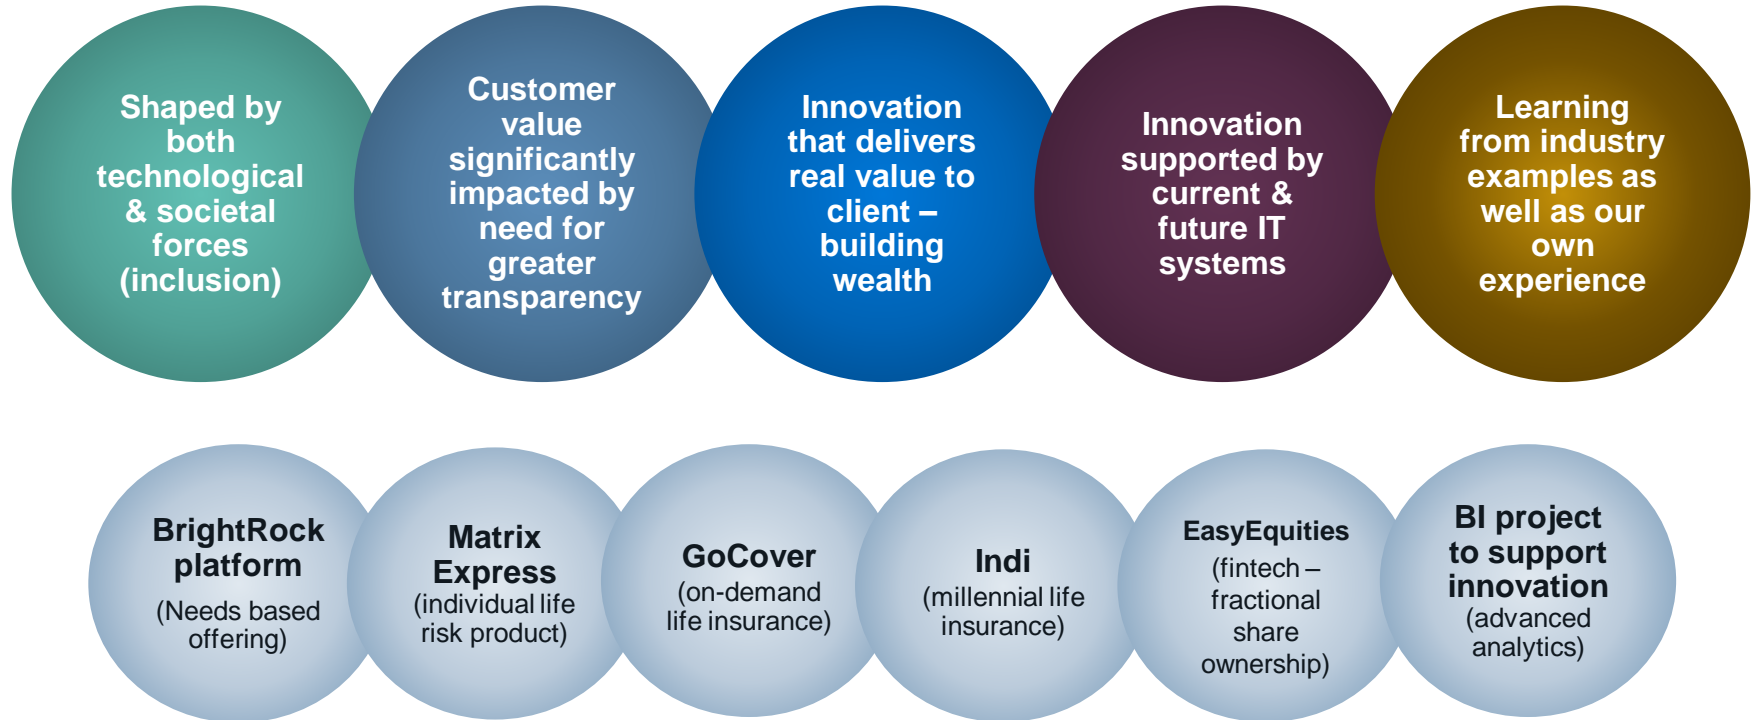 Shaped by
both
technological
& societal
forces
(inclusion)
Customer
value
significantly
impacted by
need for
greater
transparency
Innovation
that delivers
real value to
client –
building
wealth
Innovation
supported by
current &
future IT
systems
Learning
from industry
examples as
well as our
own
experience
BrightRock
platform
(Needs based
offering)
Matrix
Express
(individual life
risk product)
GoCover
(on-demand
life insurance)
Indi
(millennial life
insurance)
EasyEquities
(fintech –
fractional
share
ownership)
BI project
to support
innovation
(advanced
analytics)